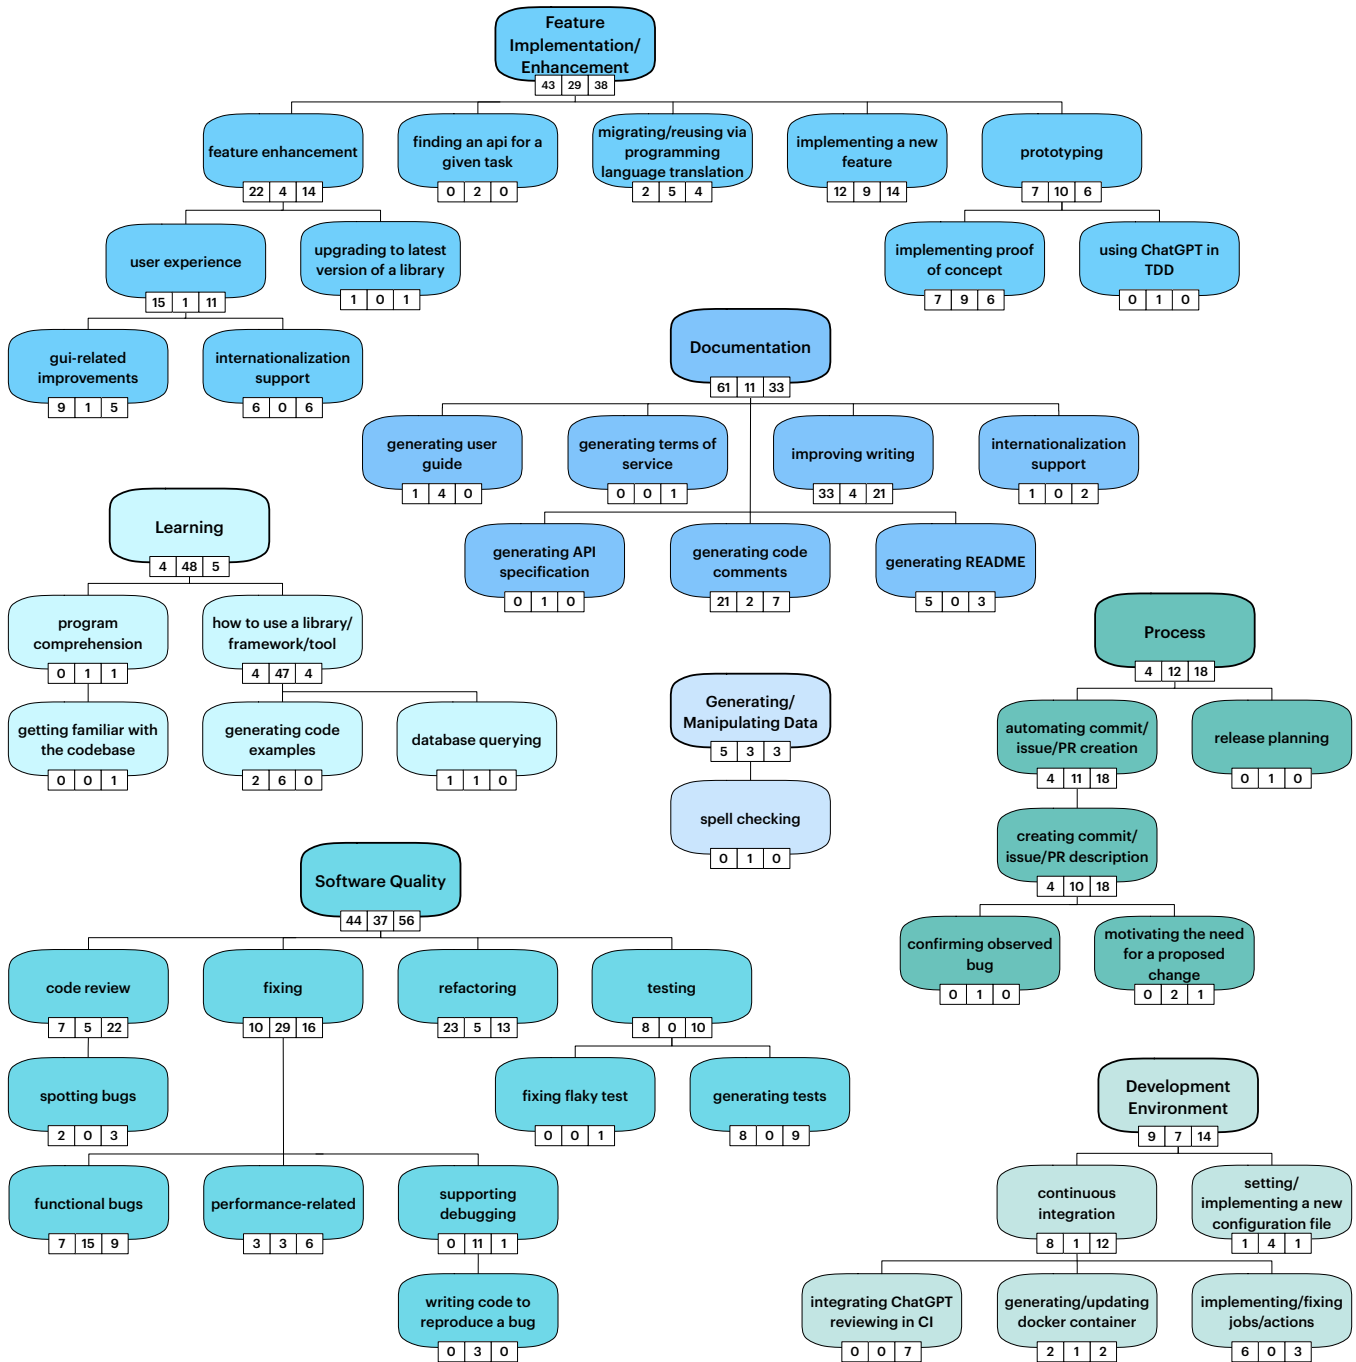 Feature
Implementation/
Enhancement
43 29 38
feature enhancement
22 4 14
finding an api for a
given task
0 2 0
migrating/reusing via
programming
language translation
2 5 4
implementing a new
feature
12 9 14
prototyping
7 10 6
user experience
15 1 11
upgrading to latest
version of a library
1 0 1
implementing proof
of concept
7 9 6
using ChatGPT in
TDD
0 1 0
gui-related
improvements
9 1 5
internationalization
support
6 0 6
Documentation
61 11 33
generating user
guide
1 4 0
generating terms of
service
0 0 1
improving writing
33 4 21
internationalization
support
1 0 2
generating API
specification
0 1 0
generating code
comments
21 2 7
generating README
5 0 3
Learning
4 48 5
program
comprehension
0 1 1
how to use a library/
framework/tool
4 47 4
getting familiar with
the codebase
0 0 1
generating code
examples
2 6 0
database querying
1 1 0
Generating/
Manipulating Data
5 3 3
spell checking
0 1 0
Process
4 12 18
automating commit/
issue/PR creation
4 11 18
release planning
0 1 0
creating commit/
issue/PR description
4 10 18
confirming observed
bug
0 1 0
motivating the need
for a proposed
change
0 2 1
Software Quality
44 37 56
code review
7 5 22
fixing
10 29 16
refactoring
23 5 13
testing
8 0 10
spotting bugs
2 0 3
fixing flaky test
0 0 1
generating tests
8 0 9
functional bugs
7 15 9
performance-related
3 3 6
supporting
debugging
0 11 1
writing code to
reproduce a bug
0 3 0
Development
Environment
9 7 14
continuous
integration
8 1 12
setting/
implementing a new
configuration file
1 4 1
integrating ChatGPT
reviewing in CI
0 0 7
generating/updating
docker container
2 1 2
implementing/fixing
jobs/actions
6 0 3